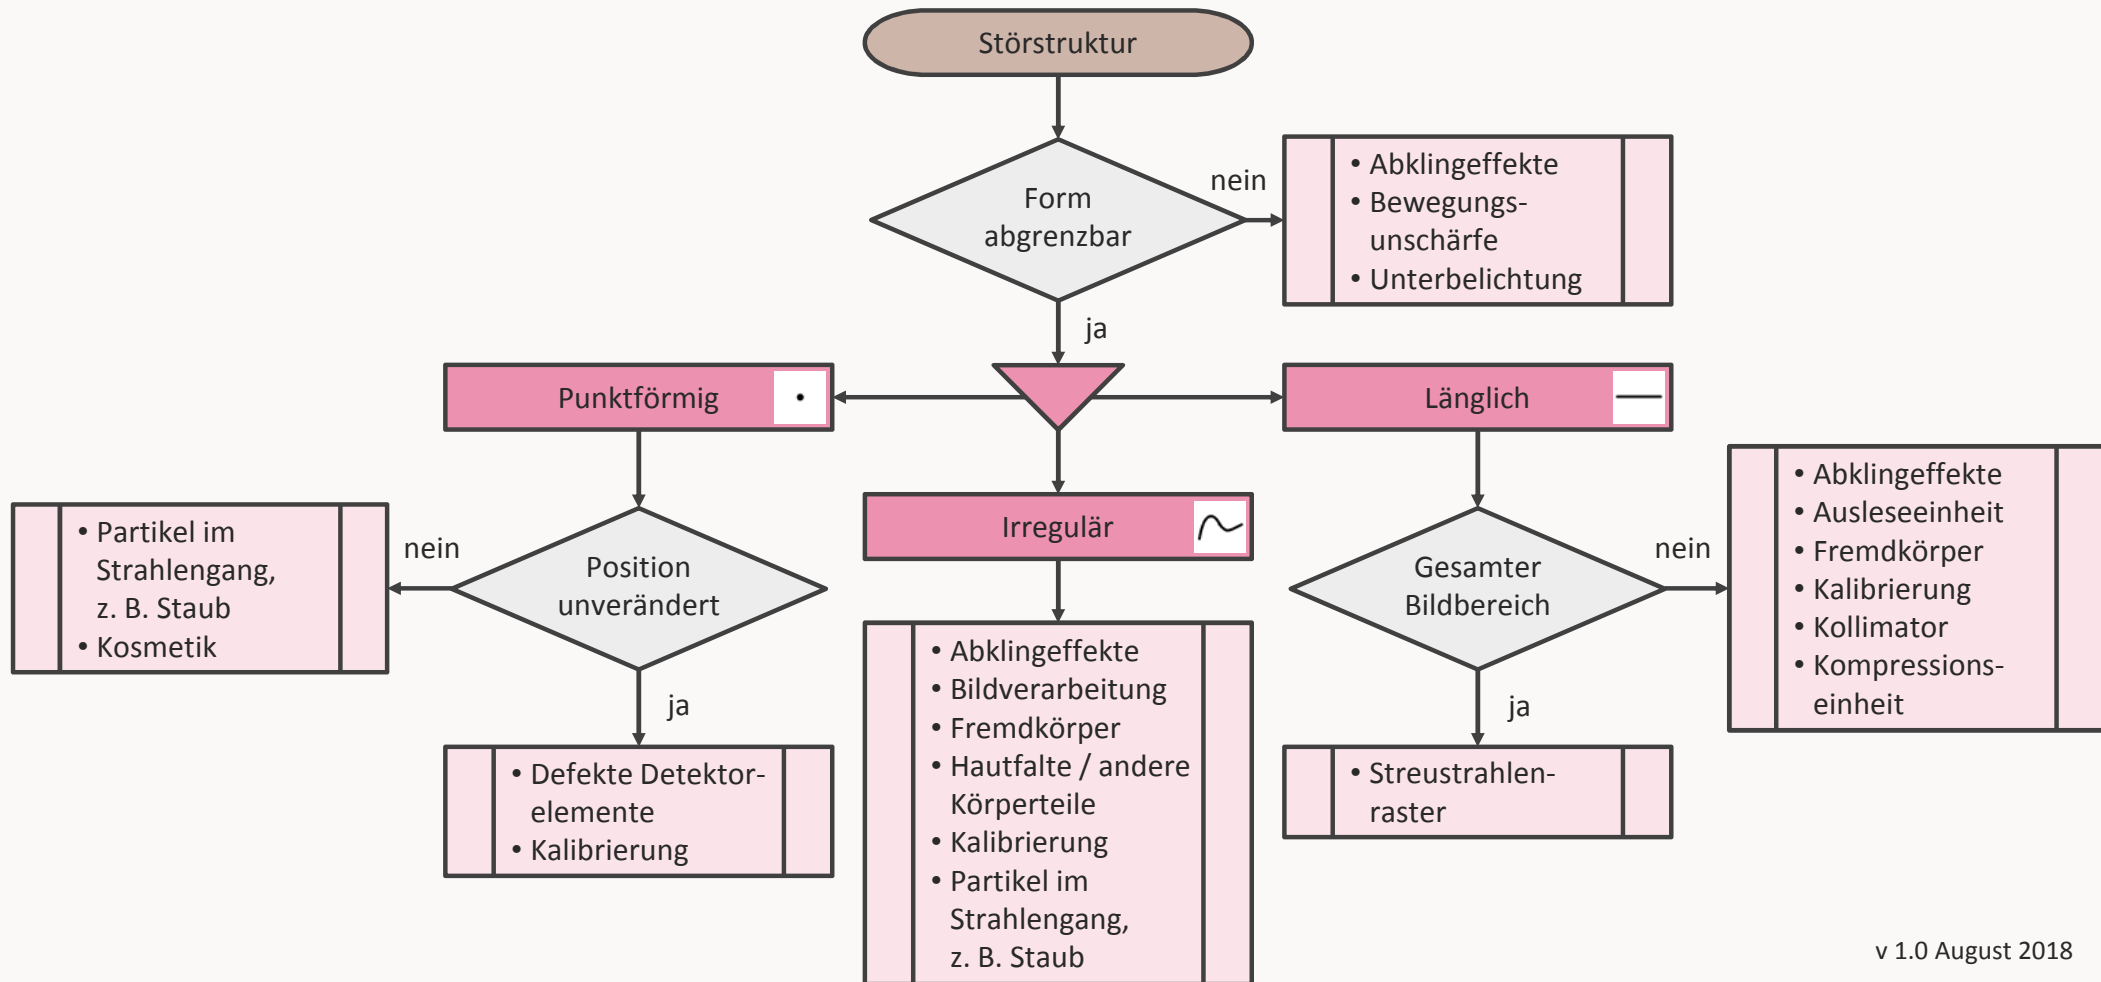 Störstruktur
Form
abgrenzbar
nein
• Abklingeffekte
• Bewegungs-
unschärfe
• Unterbelichtung
ja
Punktförmig
Länglich
Irregulär
• Partikel im
Strahlengang,
z. B. Staub
• Kosmetik
nein
Position
unverändert
ja
• Defekte Detektor-
elemente
• Kalibrierung
• Abklingeffekte
• Bildverarbeitung
• Fremdkörper
• Hautfalte / andere
Körperteile
• Kalibrierung
• Partikel im
Strahlengang,
z. B. Staub
Gesamter
Bildbereich
nein
• Abklingeffekte
• Ausleseeinheit
• Fremdkörper
• Kalibrierung
• Kollimator
• Kompressions-
einheit
ja
• Streustrahlen-
raster
v 1.0 August 2018